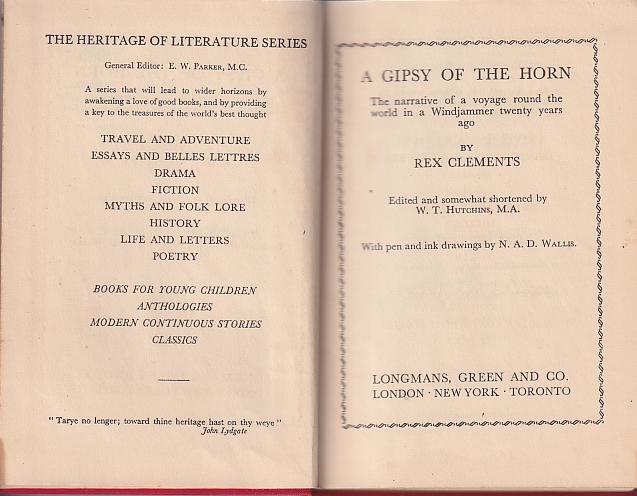 THE HERITAGE OF LITERATURE SERIES
General Editor: E. W. PARKER, M.C.
A series that will lead to wider horizons by
awakening a love of good books, and by providing
a key to the treasures of the world's best thought
TRAVEL AND ADVENTURE
ESSAYS AND BELLES LETTRES
DRAMA
FICTION
MYTHS AND FOLK LORE
HISTORY
LIFE AND LETTERS
POETRY
BOOKS FOR YOUNG CHILDREN
ANTHOLOGIES
MODERN CONTINUOUS STORIES
CLASSICS
"Tarye no lenger; toward thine heritage hast on thy weye"
John Lydgate
A GIPSY OF THE HORN
The narrative of a voyage round the
world in a Windjammer twenty years
ago
BY
REX CLEMENTS
Edited and somewhat shortened by
W. T. HUTCHINS, M.A.
With pen and ink drawings by N. A. D. WALLIS.
LONGMANS, GREEN AND CO.
LONDON · NEW YORK · TORONTO